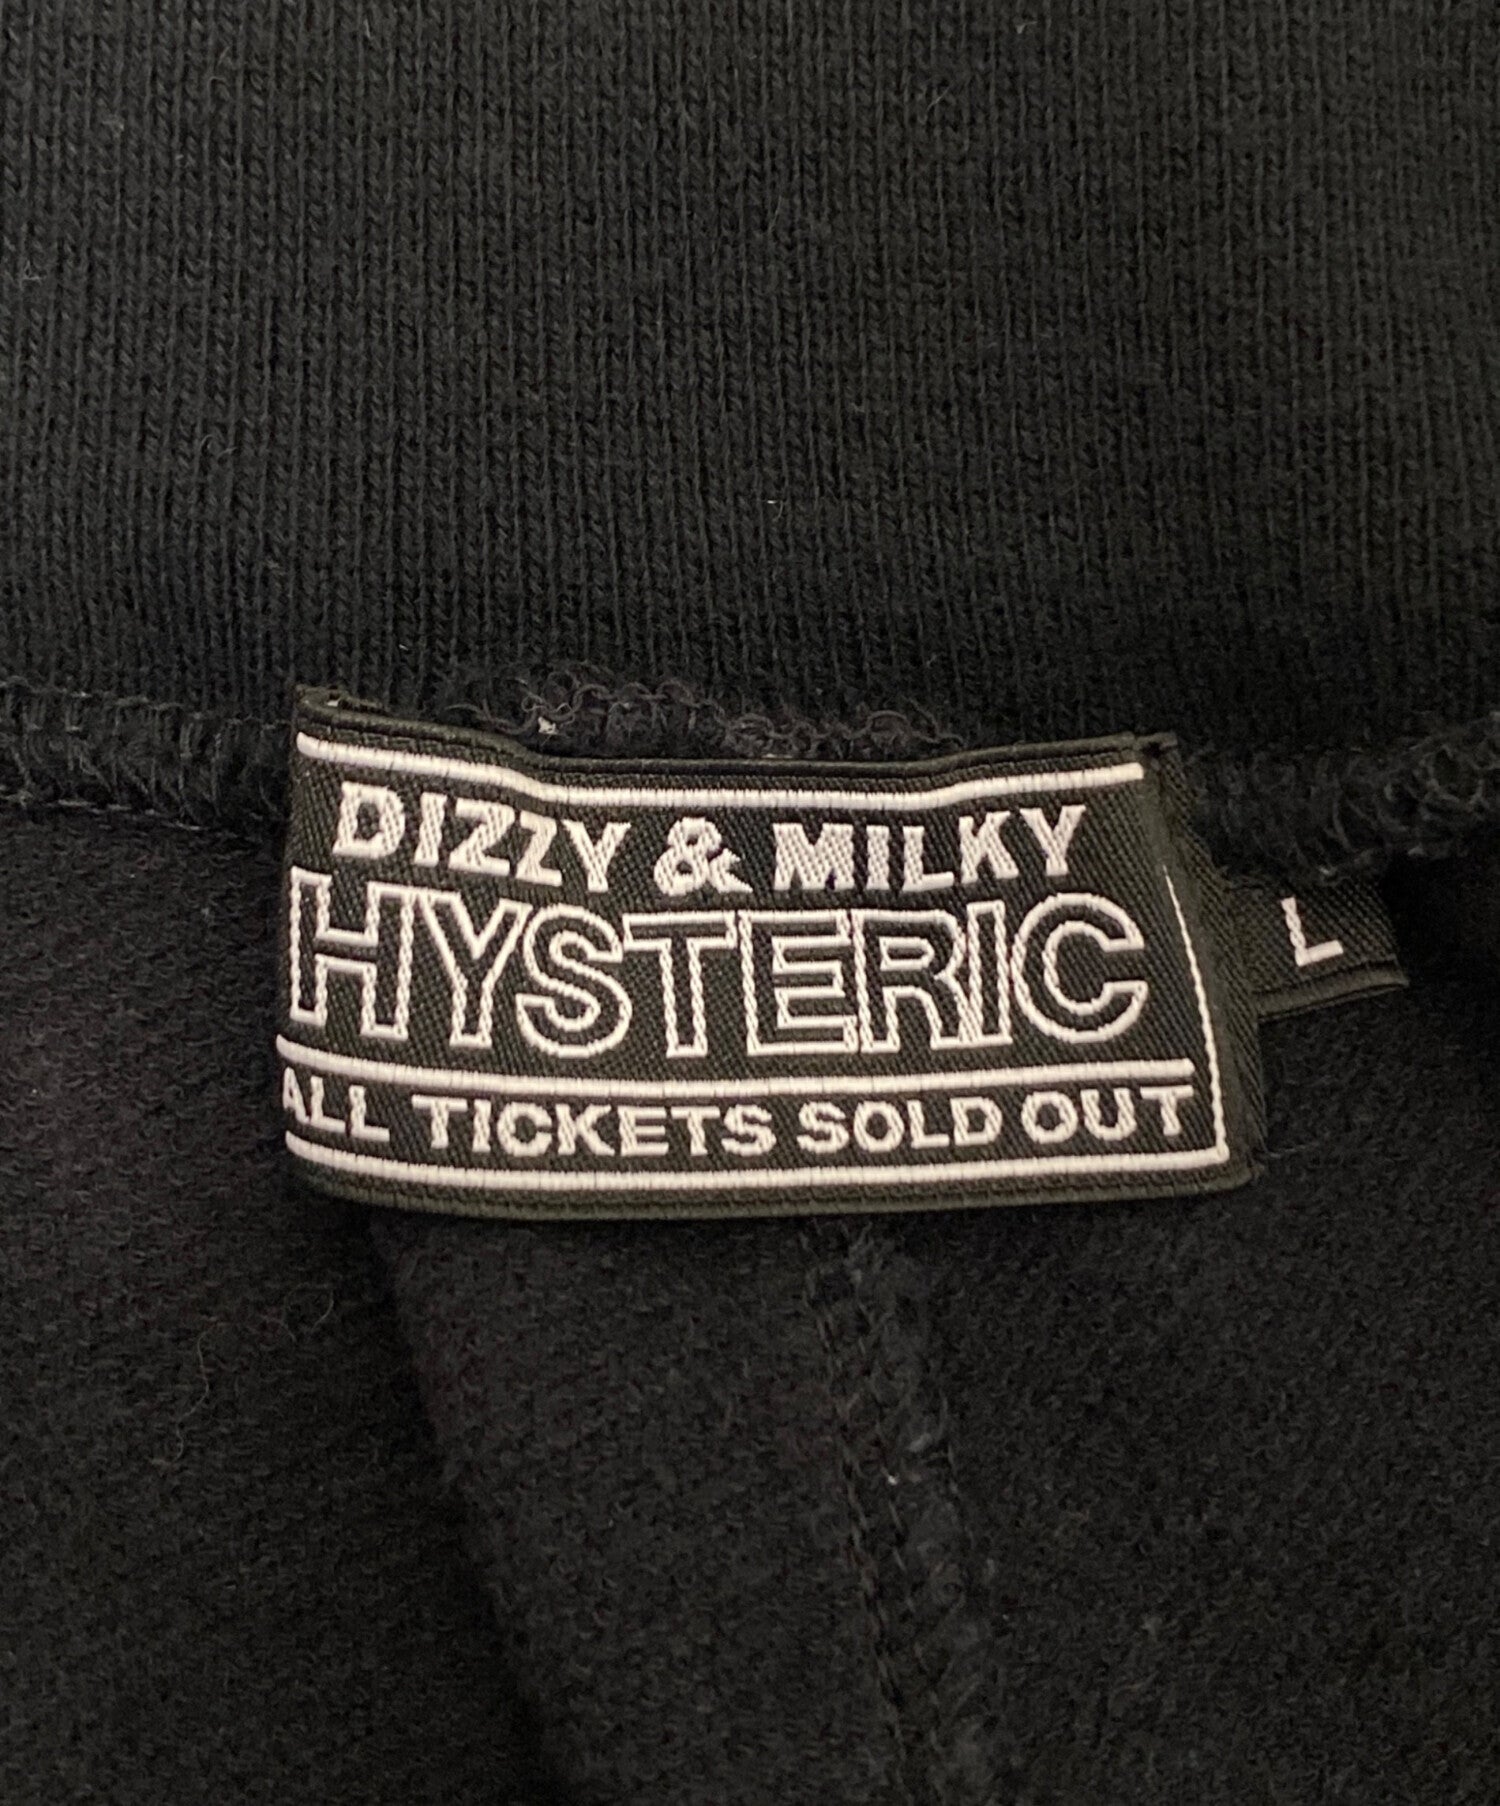 DIZZY & MILKY
HYSTERIC
ALL TICKETS SOLD OUT
L